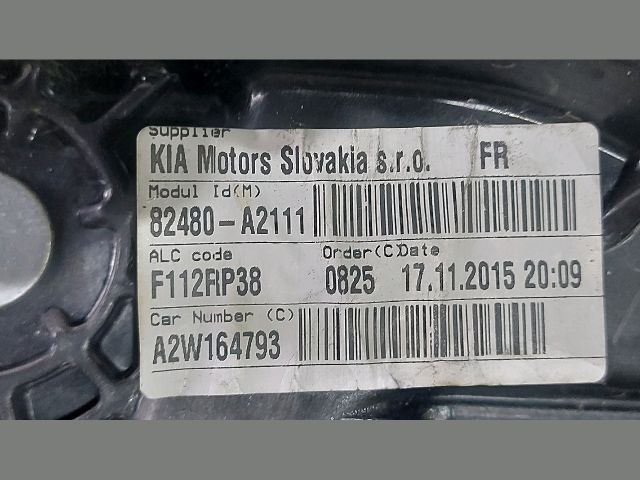 Supplier
KIA Motors Slovakia s.r.o. FR
Modul Id(M)
82480-A2111
ALC code Order(C)Date
F112RP38 0825 17.11.2015 20:09
Car Number (C)
A2W164793